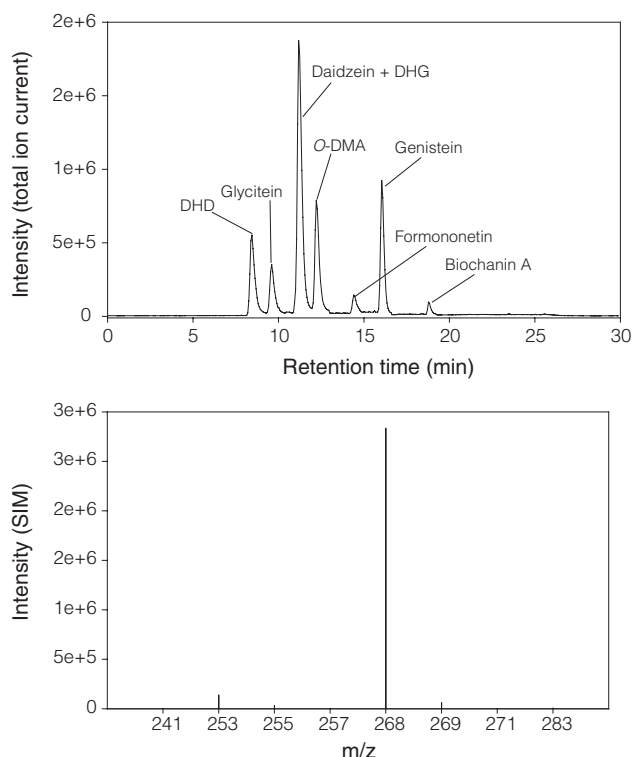 2e+6
2e+6
1e+6
5e+5
0
Intensity (total ion current)
Daidzein + DHG
O-DMA
Genistein
Glycitein
DHD
Formononetin
Biochanin A
0 5 10 15 20 25 30
Retention time (min)
3e+6
3e+6
2e+6
2e+6
1e+6
5e+5
0
Intensity (SIM)
241 253 255 257 268 269 271 283
m/z